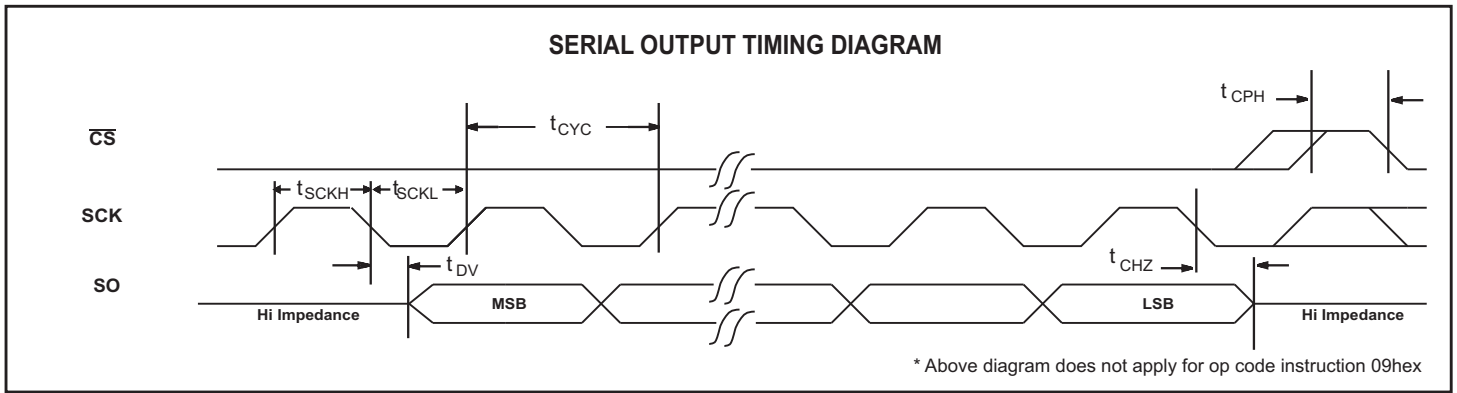 SERIAL OUTPUT TIMING DIAGRAM
t CPH
CS
t CYC
t SCKH
t SCKL
SCK
t DV
t CHZ
SO
MSB
LSB
Hi Impedance
Hi Impedance
* Above diagram does not apply for op code instruction 09hex